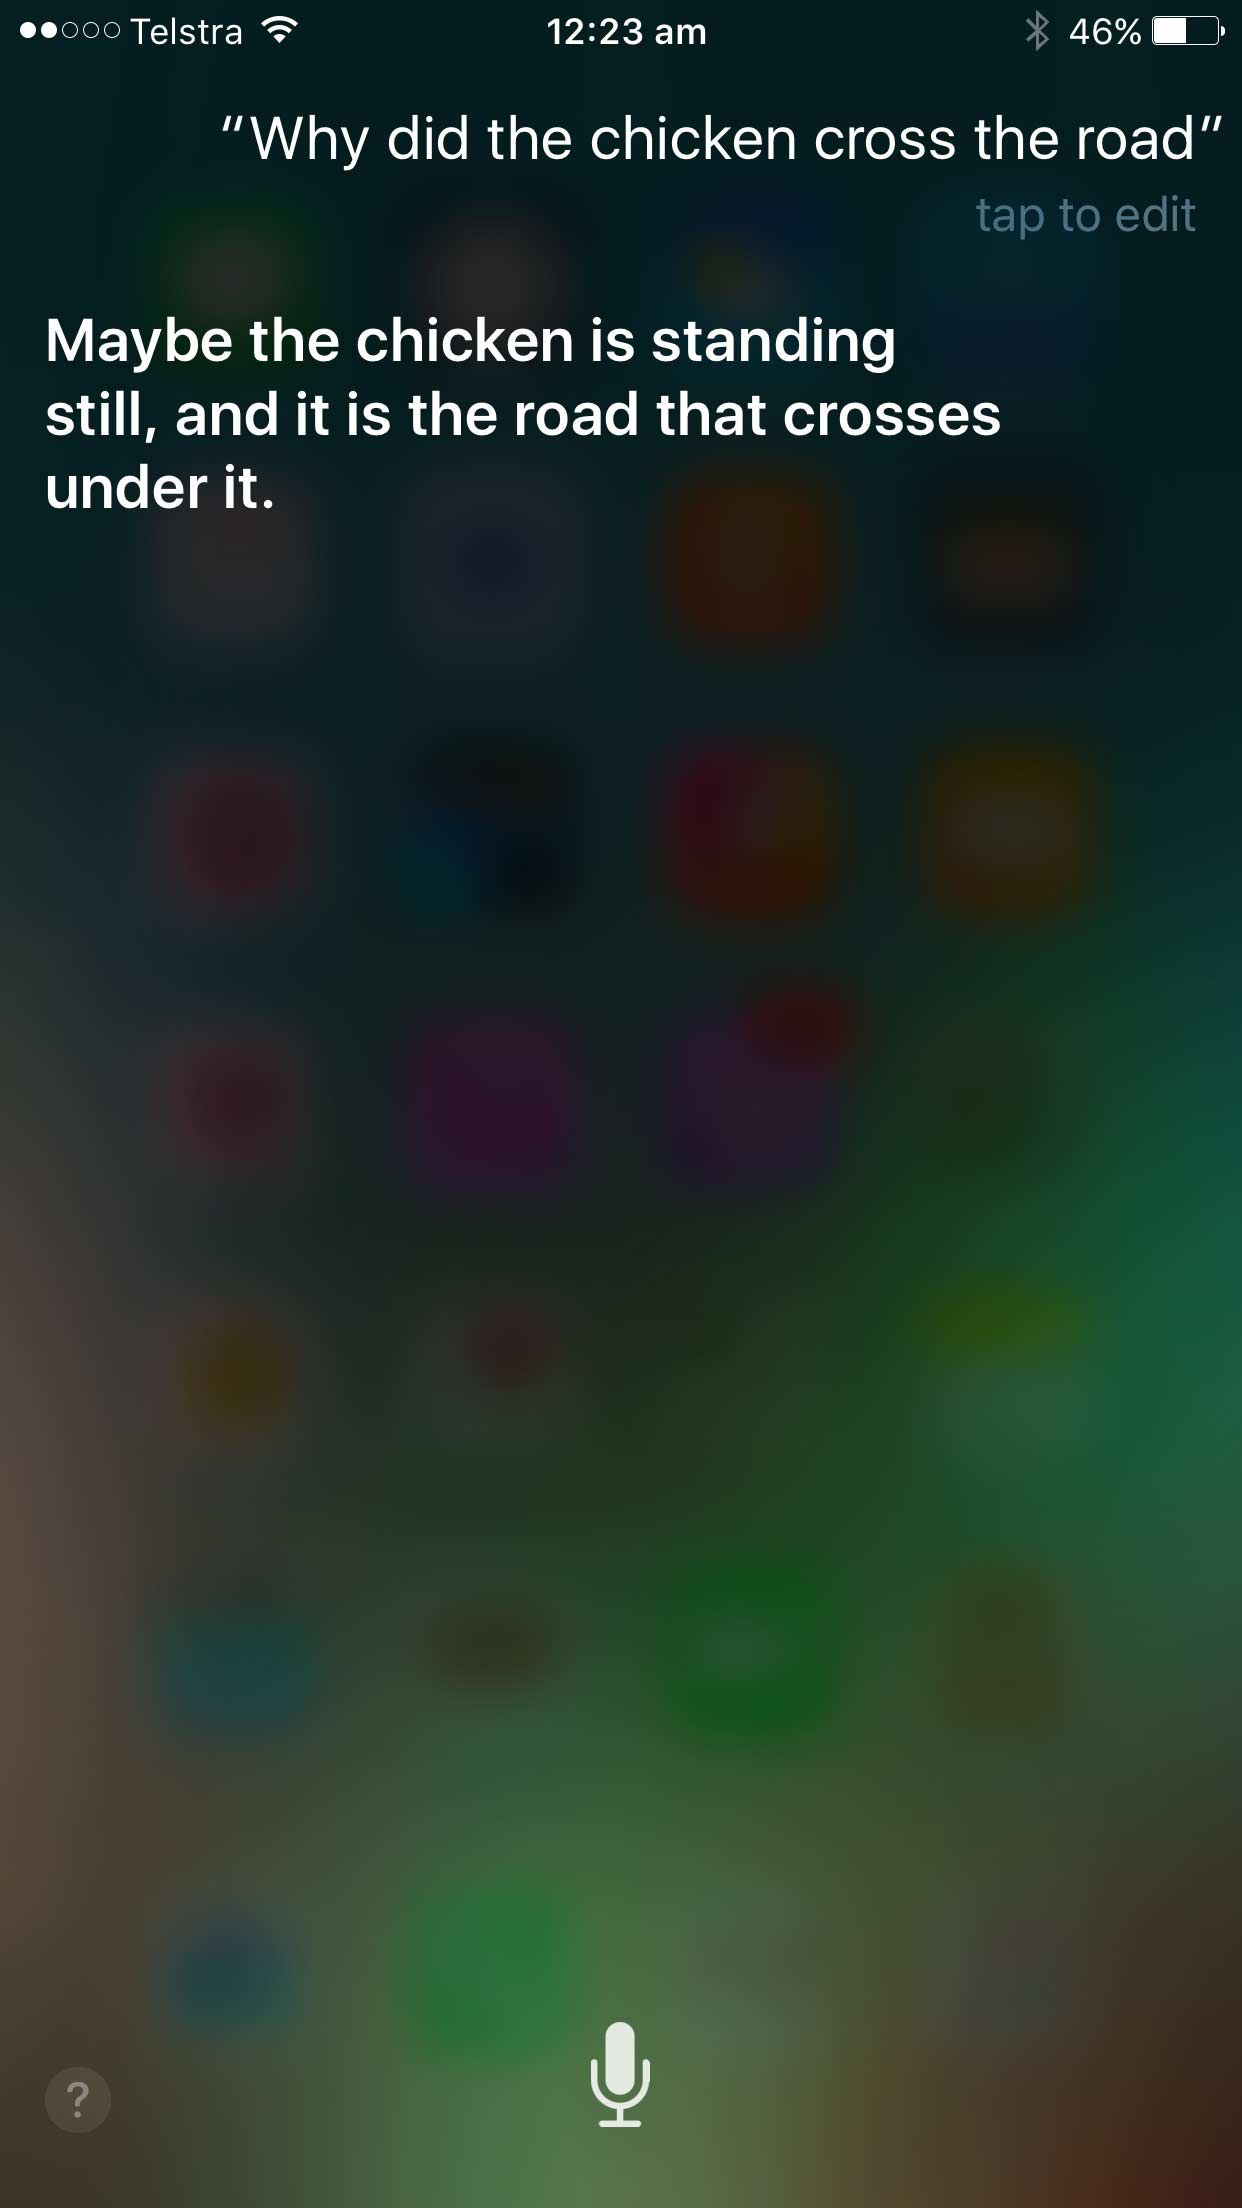 Telstra 12:23 am 46%
“Why did the chicken cross the road”
tap to edit
Maybe the chicken is standing
still, and it is the road that crosses
under it.
?